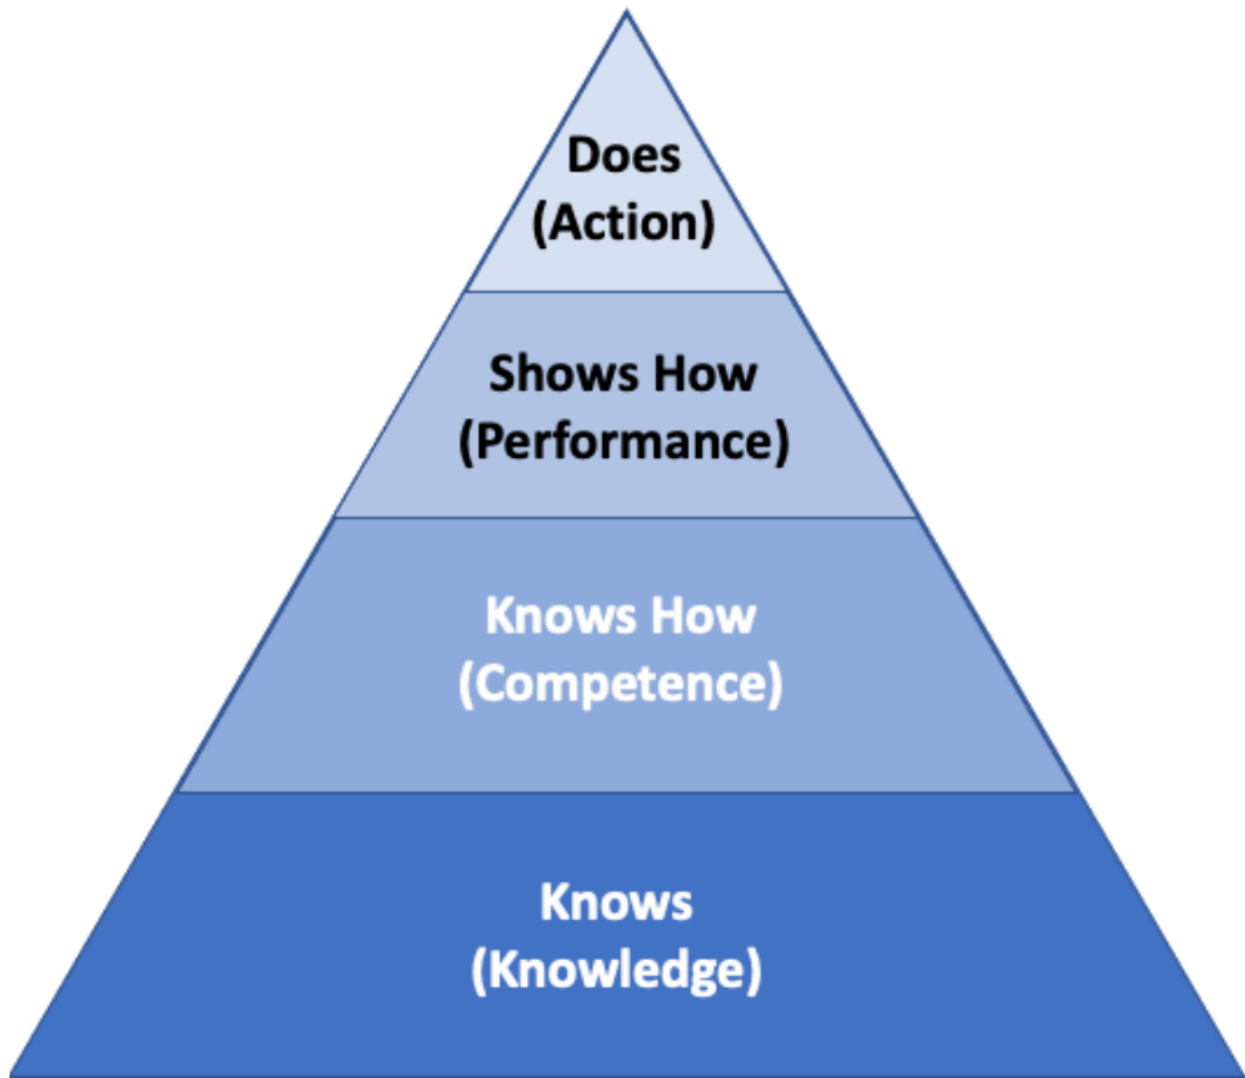 Does
(Action)
Shows How
(Performance)
Knows How
(Competence)
Knows
(Knowledge)